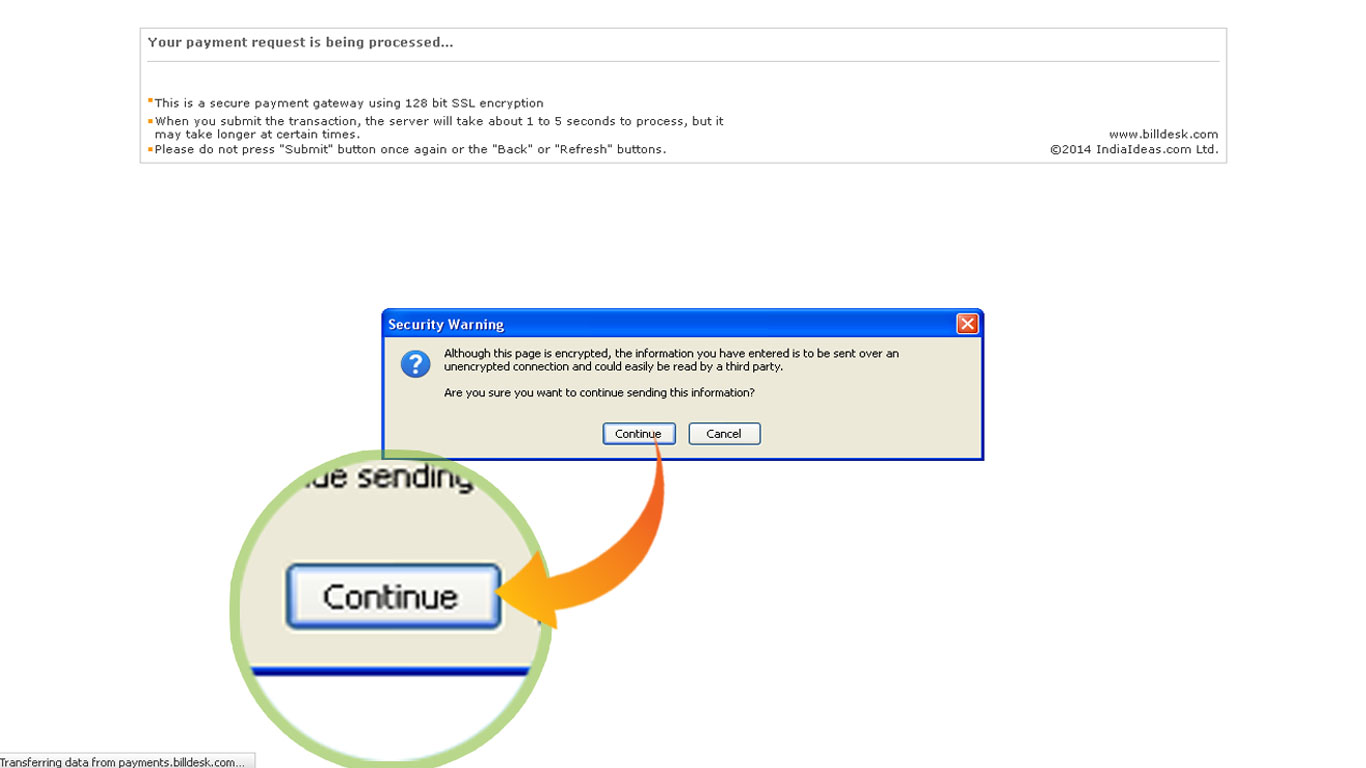 Your payment request is being processed...
This is a secure payment gateway using 128 bit SSL encryption
When you submit the transaction, the server will take about 1 to 5 seconds to process, but it
may take longer at certain times.
www.billdesk.com
Please do not press "Submit" button once again or the "Back" or "Refresh" buttons.
©2014 IndiaIdeas.com Ltd.
Security Warning
Although this page is encrypted, the information you have entered is to be sent over an
unencrypted connection and could easily be read by a third party.
Are you sure you want to continue sending this information?
Continue
Cancel
ue sending
Continue
Transferring data from payments.billdesk.com...